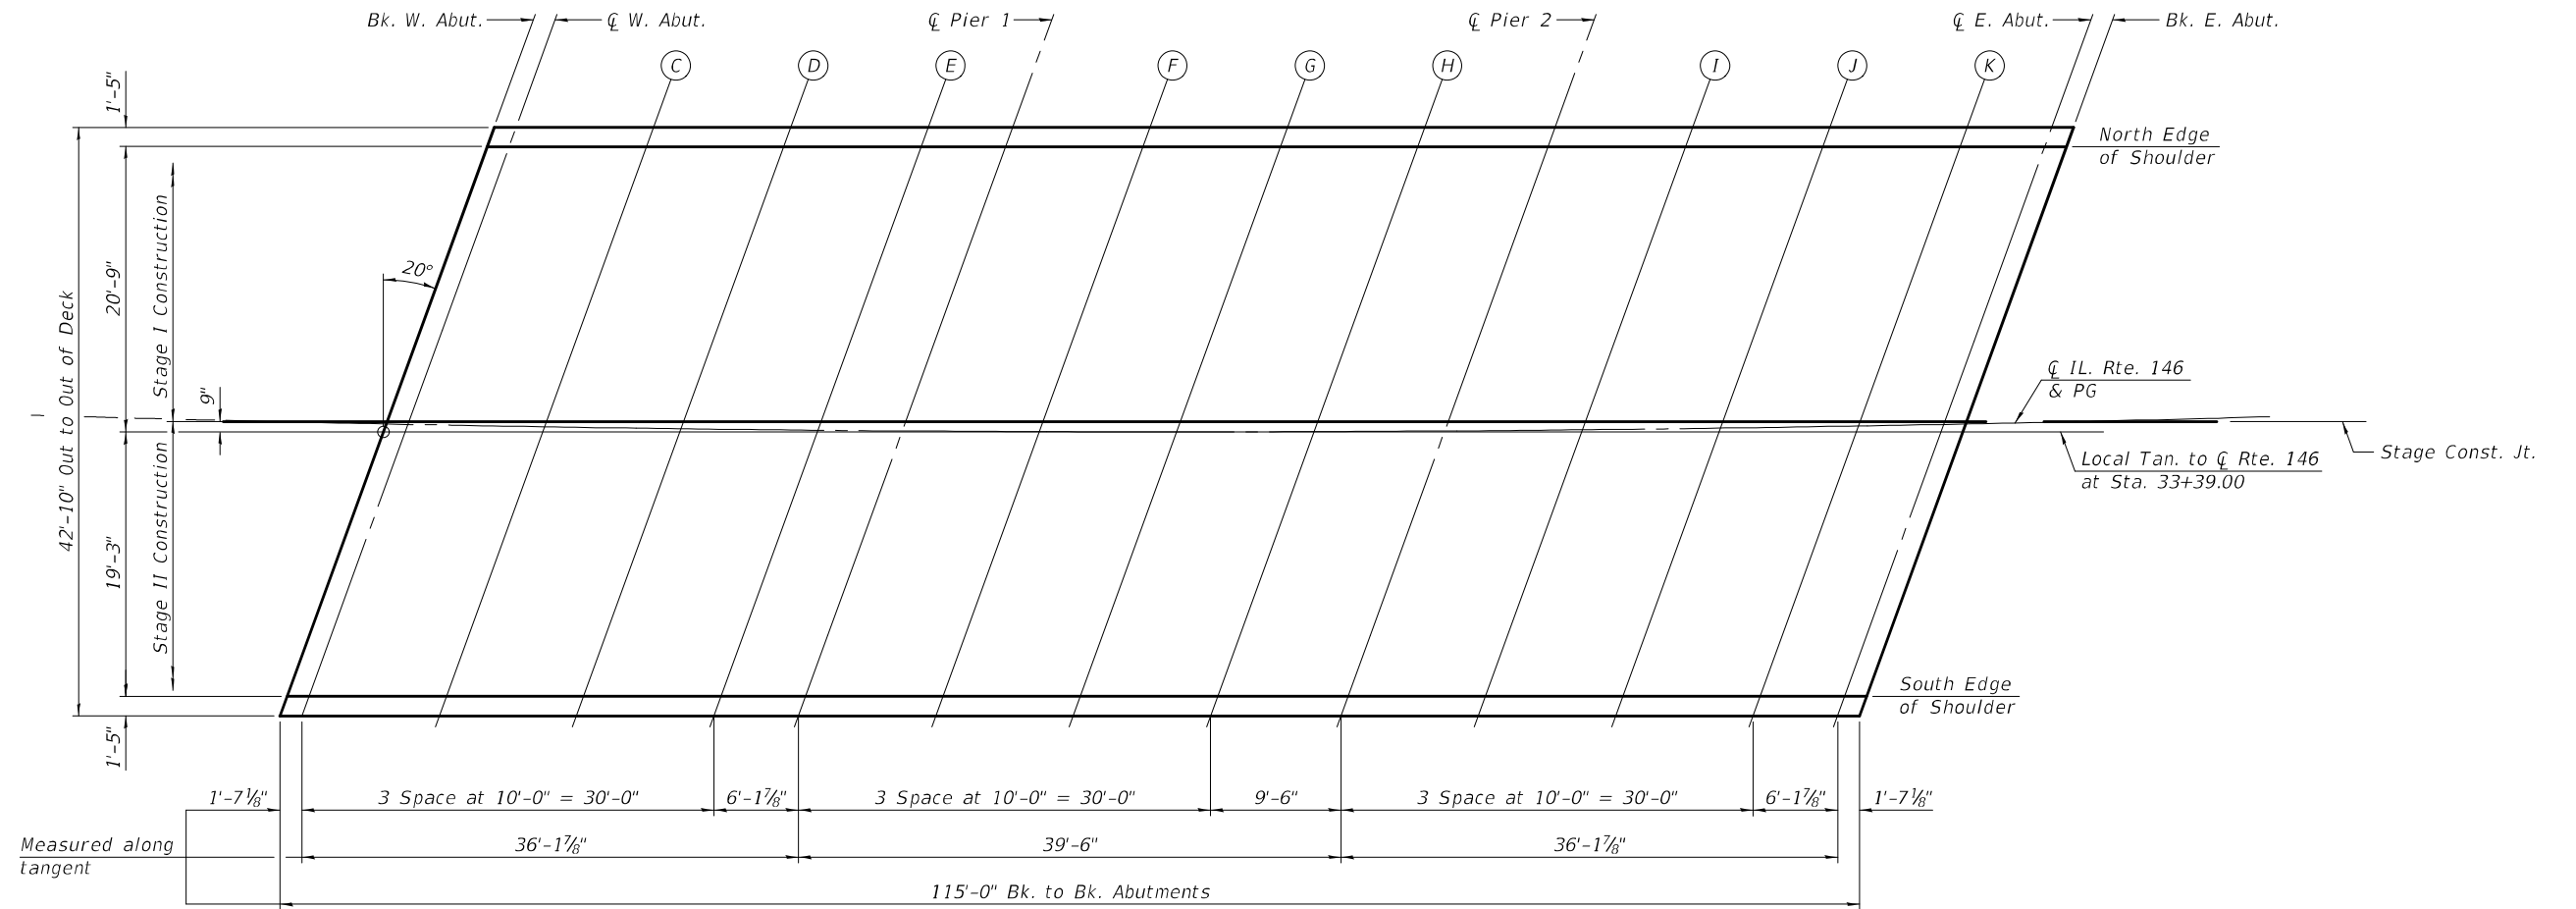 Bk. W. Abut.
℄ W. Abut.
℄ Pier 1
℄ Pier 2
℄ E. Abut.
Bk. E. Abut.
C
D
E
F
G
H
I
J
K
1'-5"
North Edge
of Shoulder
42'-10" Out to Out of Deck
20'-9"
Stage I Construction
20°
9"
℄ IL. Rte. 146
& PG
Stage Const. Jt.
Local Tan. to ℄ Rte. 146
at Sta. 33+39.00
19'-3"
Stage II Construction
South Edge
of Shoulder
1'-5"
1'-7⅛"
3 Space at 10'-0" = 30'-0"
6'-1⅞"
3 Space at 10'-0" = 30'-0"
9'-6"
3 Space at 10'-0" = 30'-0"
6'-1⅞"
1'-7⅛"
Measured along
tangent
36'-1⅞"
39'-6"
36'-1⅞"
115'-0" Bk. to Bk. Abutments